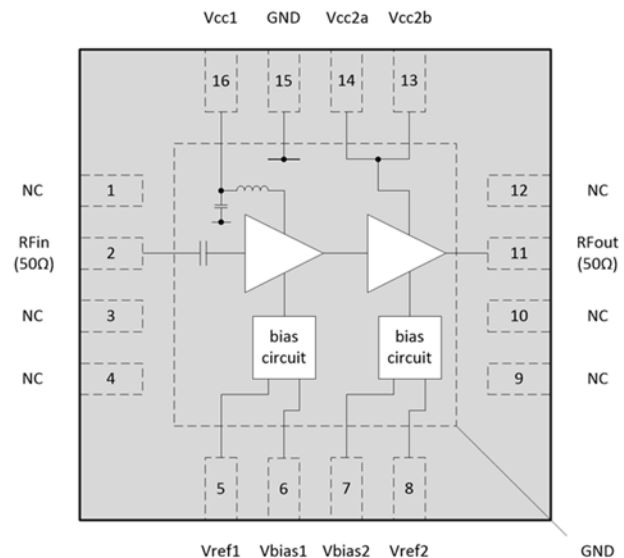 Vcc1 GND Vcc2a Vcc2b
16 15 14 13
NC 1 12 NC
RFin 2 11 RFout
(50Ω) (50Ω)
NC 3 10 NC
bias bias
circuit circuit
NC 4 9 NC
5 6 7 8
Vref1 Vbias1 Vbias2 Vref2 GND